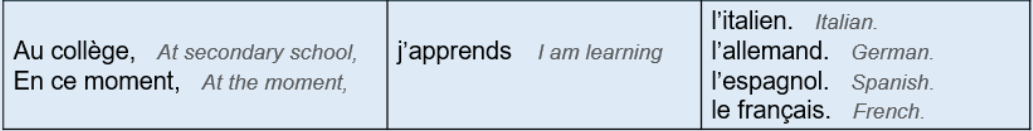 Au collège, At secondary school,
En ce moment, At the moment,
j'apprends I am learning
l'italien. Italian.
l'allemand. German.
l'espagnol. Spanish.
le français. French.